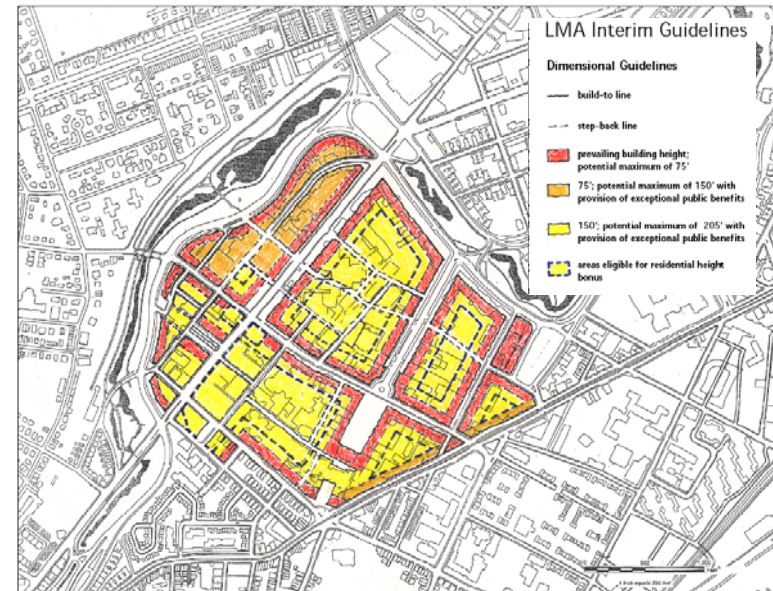 LMA Interim Guidelines
Dimensional Guidelines
build-to line
step-back line
prevailing building height;
potential maximum of 75'
75'; potential maximum of 150' with
provision of exceptional public benefits
150'; potential maximum of 205' with
provision of exceptional public benefits
areas eligible for residential height
bonus